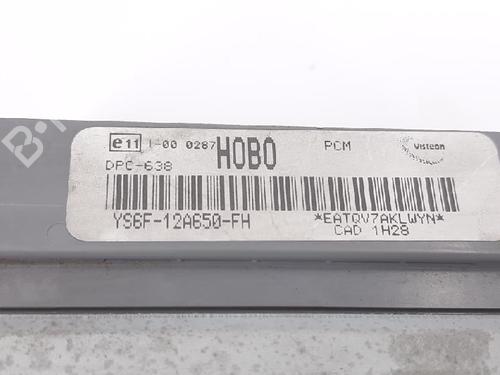 e11 1-00 0287 HOBO PCM Visteon
DPC-638
YS6F-12A650-FH *EATQV7AKLWYN*
CAD 1H28